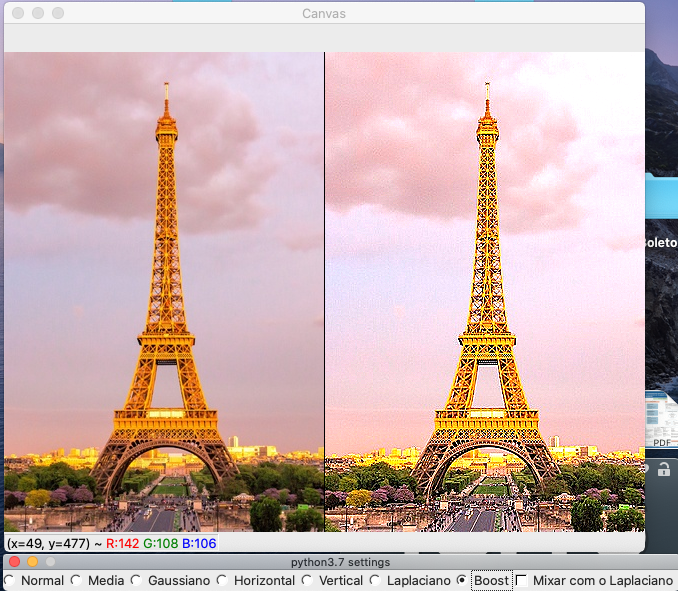 Canvas
oleto
PDF
(x=49, y=477) ~ R:142 G:108 B:106
python3.7 settings
Normal Media Gaussiano Horizontal Vertical Laplaciano Boost Mixar com o Laplaciano